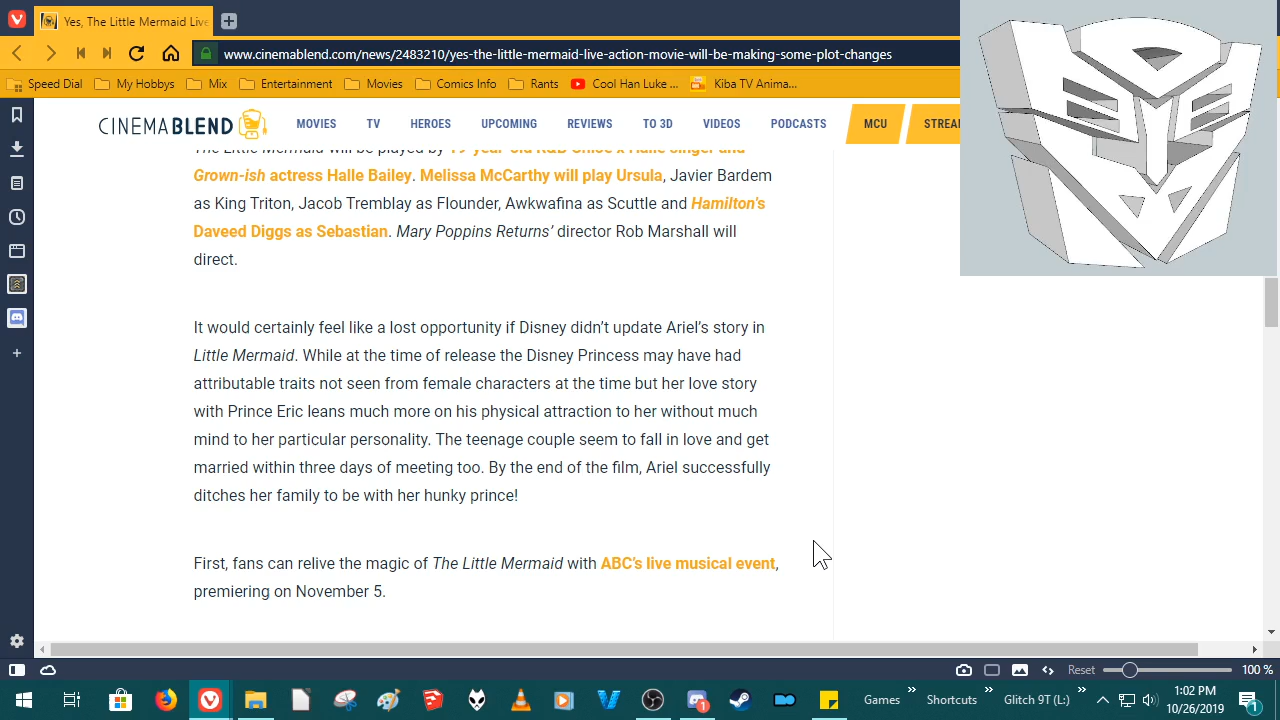 Yes, The Little Mermaid Live
www.cinemablend.com/news/2483210/yes-the-little-mermaid-live-action-movie-will-be-making-some-plot-changes
Speed Dial My Hobbys Mix Entertainment Movies Comics Info Rants Cool Han Luke ... Kiba TV Anima...
CINEMABLEND MOVIES TV HEROES UPCOMING REVIEWS TO 3D VIDEOS PODCASTS MCU STREA
The Little Mermaid will be played by 19-year-old R&B Chloe x Halle singer and
Grown-ish actress Halle Bailey. Melissa McCarthy will play Ursula, Javier Bardem
as King Triton, Jacob Tremblay as Flounder, Awkwafina as Scuttle and Hamilton's
Daveed Diggs as Sebastian. Mary Poppins Returns' director Rob Marshall will
direct.
It would certainly feel like a lost opportunity if Disney didn't update Ariel's story in
Little Mermaid. While at the time of release the Disney Princess may have had
attributable traits not seen from female characters at the time but her love story
with Prince Eric leans much more on his physical attraction to her without much
mind to her particular personality. The teenage couple seem to fall in love and get
married within three days of meeting too. By the end of the film, Ariel successfully
ditches her family to be with her hunky prince!
First, fans can relive the magic of The Little Mermaid with ABC's live musical event,
premiering on November 5.
Reset 100 %
Games Shortcuts Glitch 9T (L:) 1:02 PM
10/26/2019
1
1